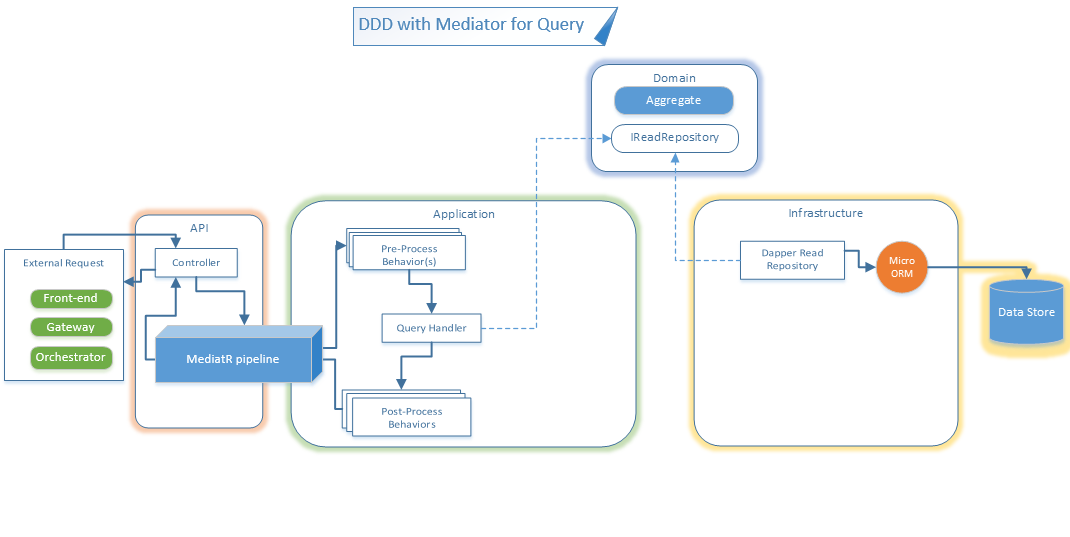 DDD with Mediator for Query
Domain
Aggregate
IReadRepository
API
Controller
External Request
Front-end
Gateway
Orchestrator
MediatR pipeline
Application
Pre-Process
Behavior(s)
Query Handler
Post-Process
Behaviors
Infrastructure
Dapper Read
Repository
Micro
ORM
Data Store